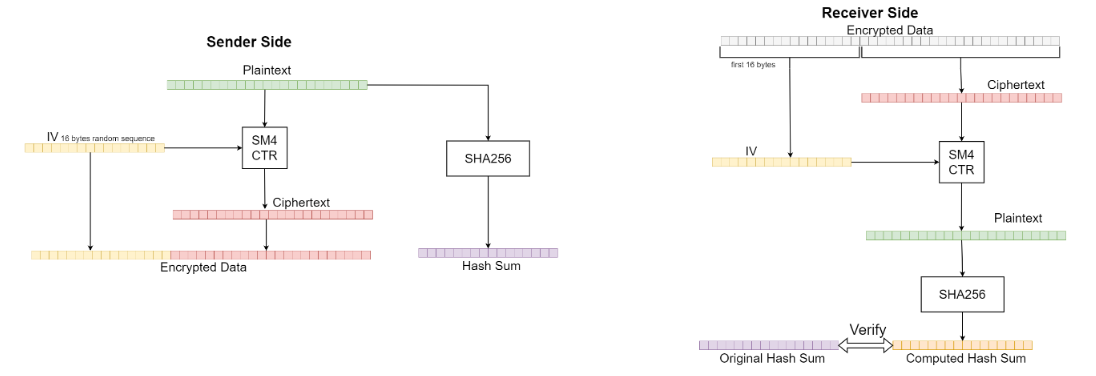 Sender Side
Plaintext
IV 16 bytes random sequence
SM4
CTR
SHA256
Ciphertext
Encrypted Data
Hash Sum
Receiver Side
Encrypted Data
first 16 bytes
Ciphertext
IV
SM4
CTR
Plaintext
SHA256
Verify
Original Hash Sum
Computed Hash Sum